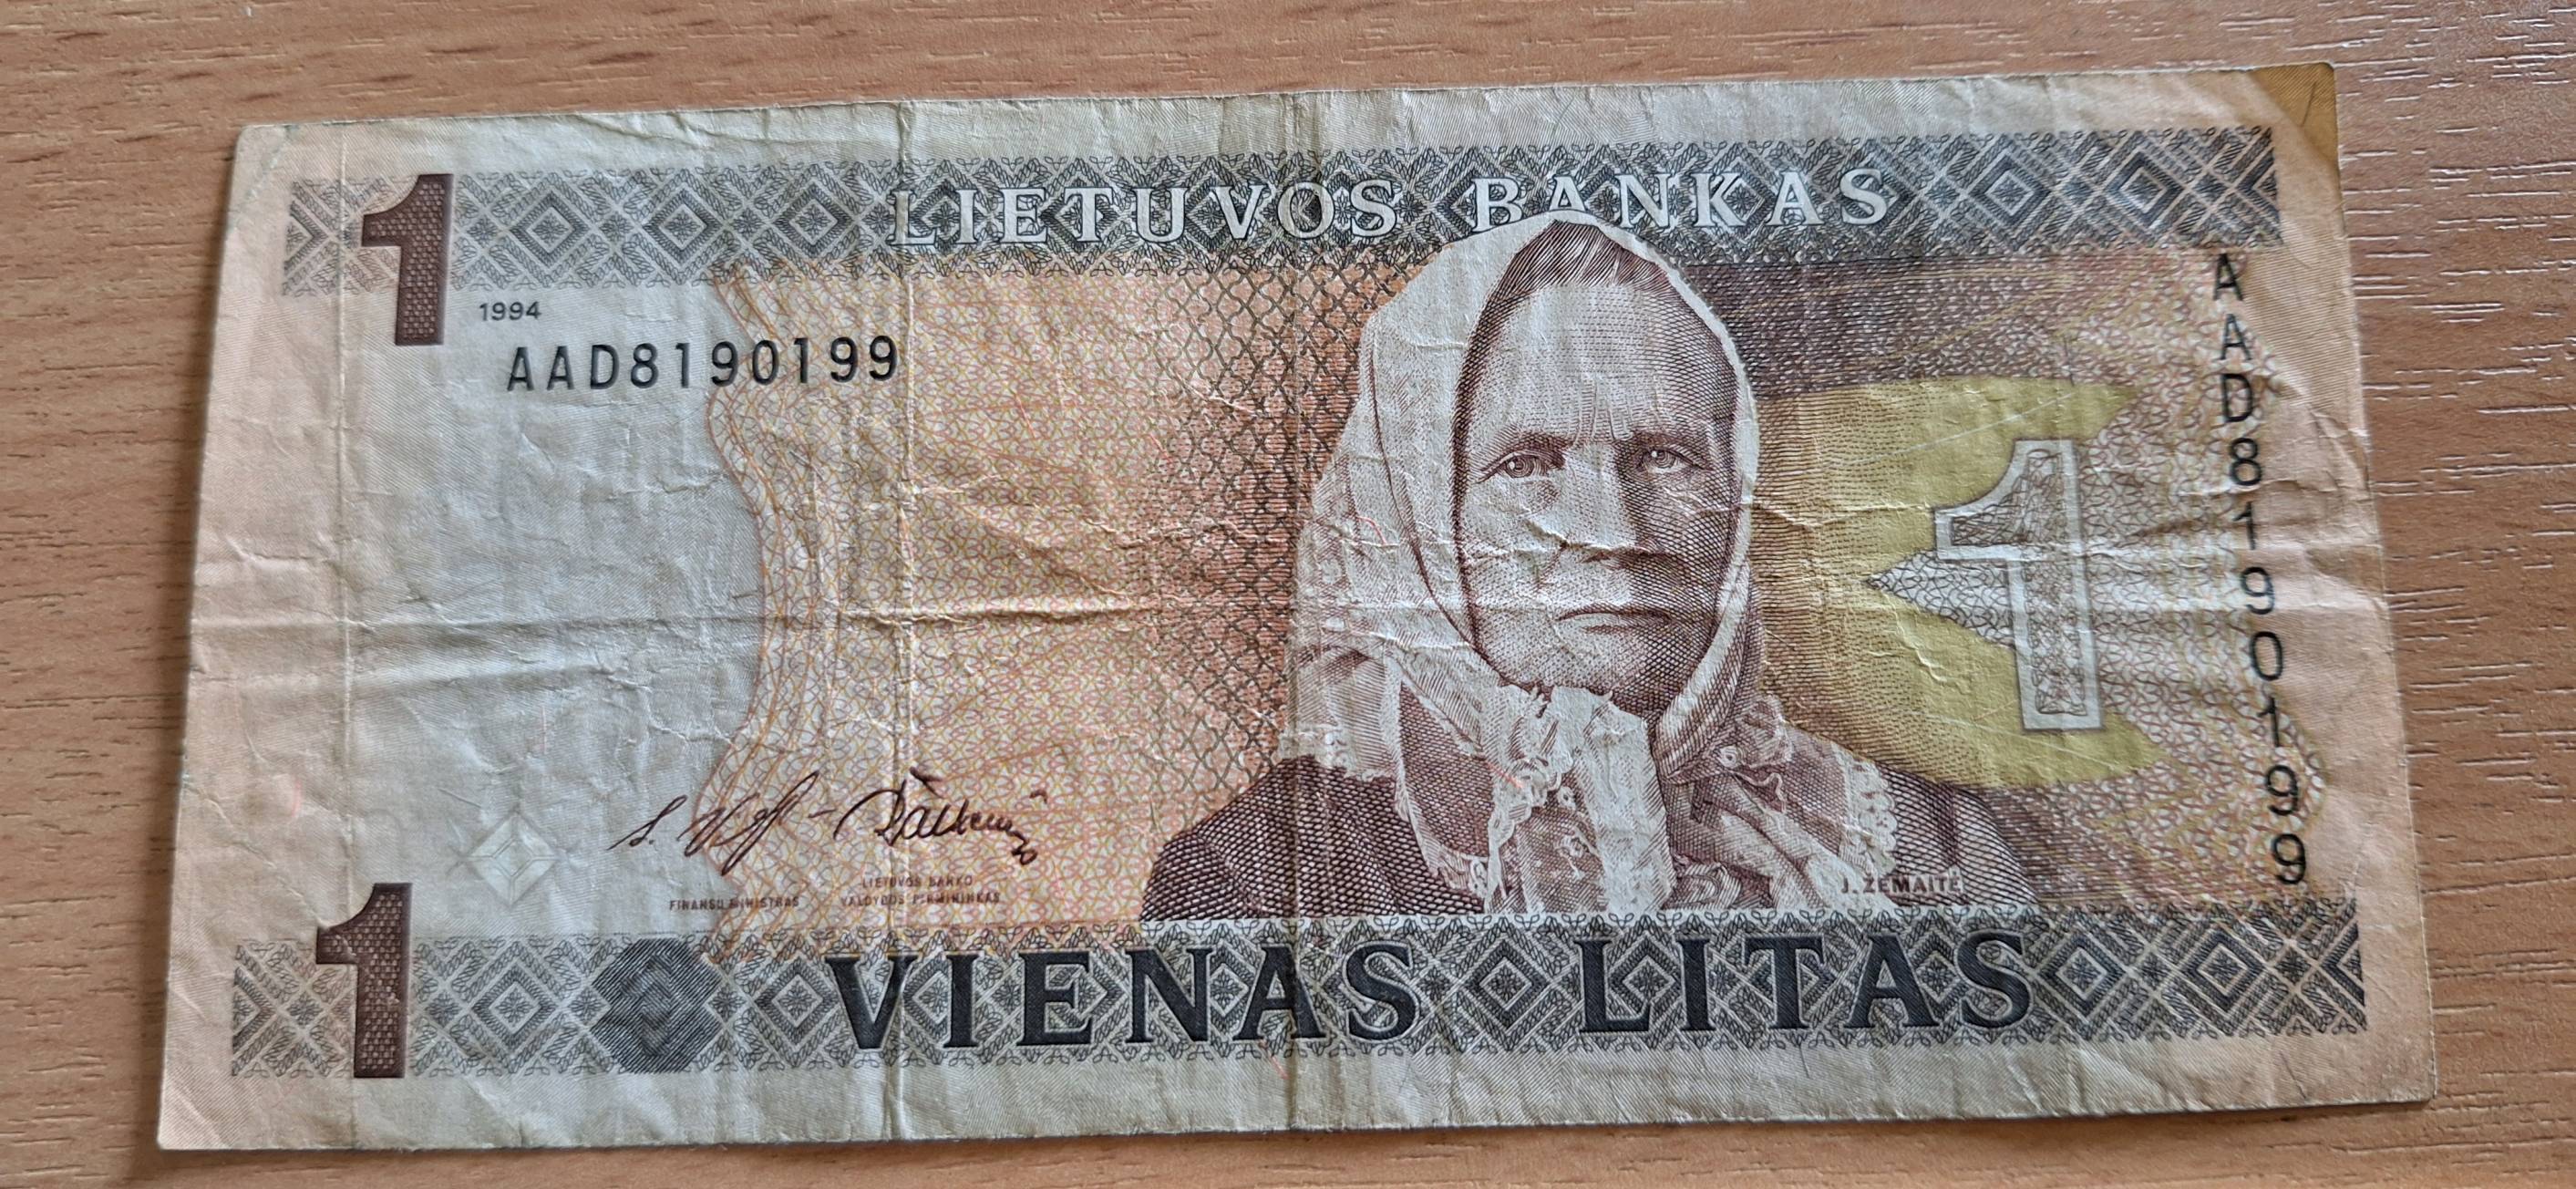 LIETUVOS BANKAS
1
1994
AAD8190199
AAD8190199
1
FINANSŲ MINISTRAS
LIETUVOS BANKO
VALDYBOS PIRMININKAS
J. ŽEMAITĖ
1
VIENAS LITAS